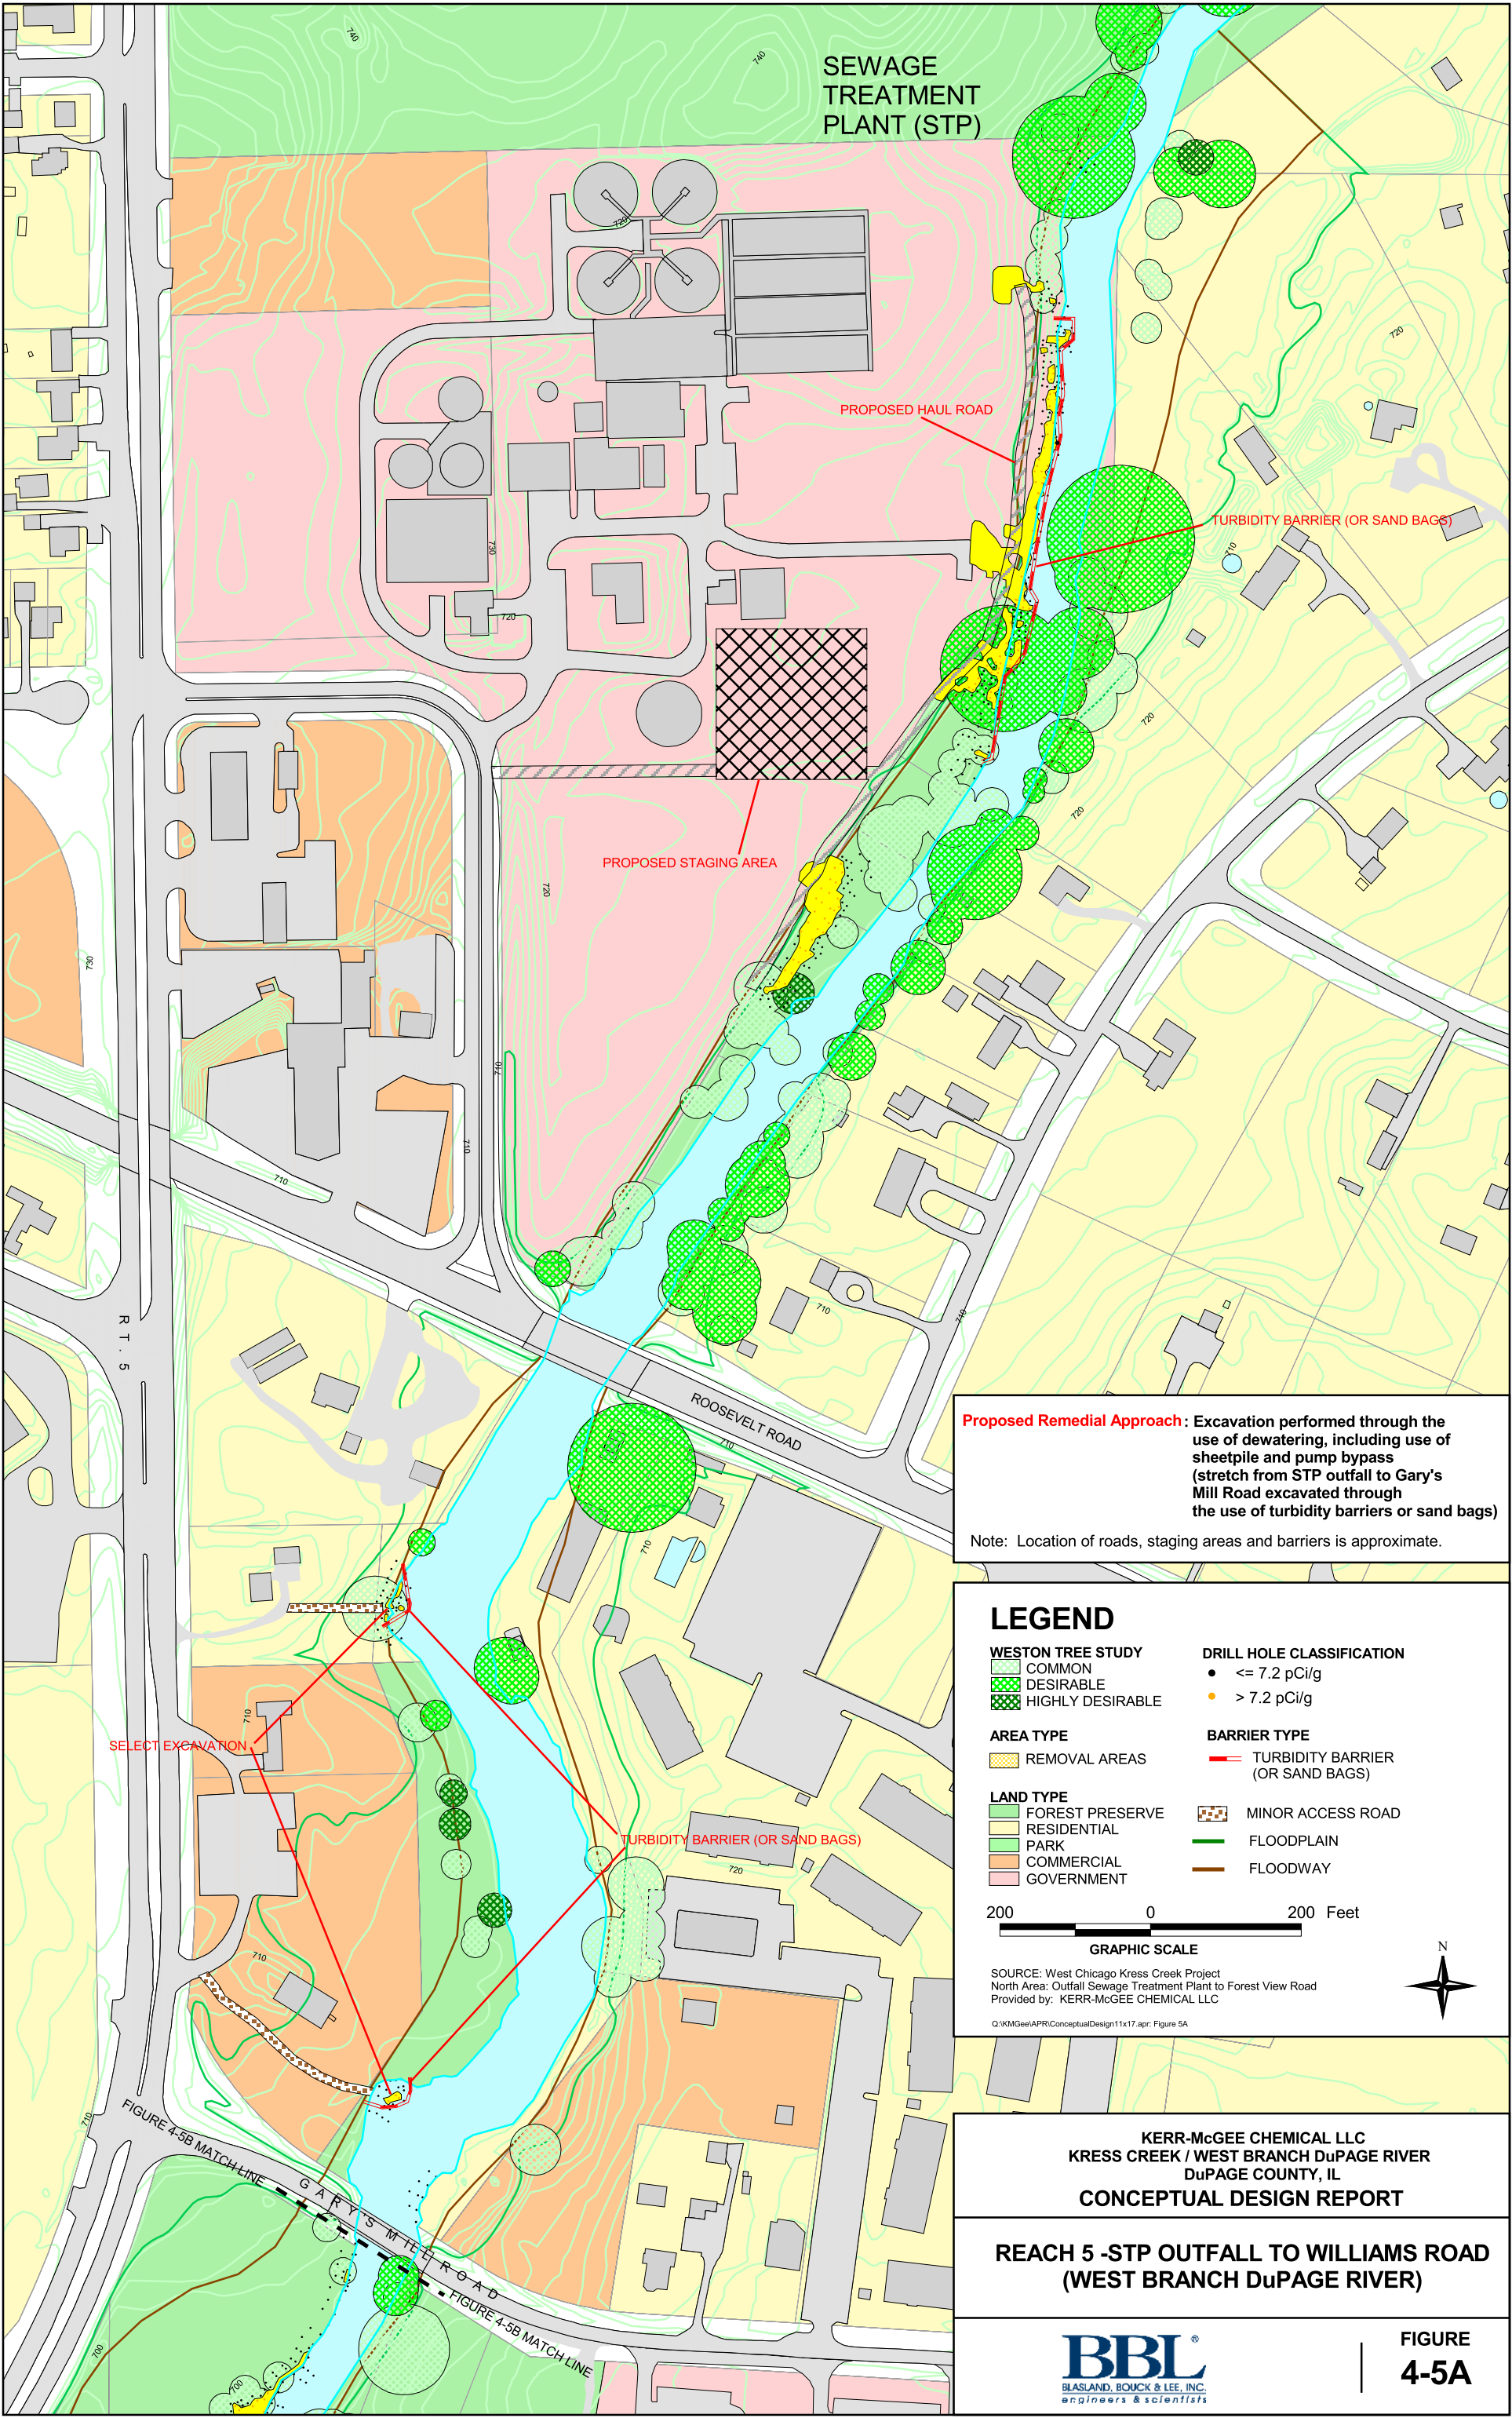 740
740
SEWAGE
TREATMENT
PLANT (STP)
720
720
PROPOSED HAUL ROAD
TURBIDITY BARRIER (OR SAND BAGS)
730
710
720
720
720
PROPOSED STAGING AREA
720
730
710
710
710
710
710
RT. 5
ROOSEVELT ROAD
710
710
Proposed Remedial Approach: Excavation performed through the
use of dewatering, including use of
sheetpile and pump bypass
(stretch from STP outfall to Gary's
Mill Road excavated through
the use of turbidity barriers or sand bags)
Note: Location of roads, staging areas and barriers is approximate.
710
SELECT EXCAVATION
TURBIDITY BARRIER (OR SAND BAGS)
720
710
710
FIGURE 4-5B MATCH LINE
GARY'S MILL ROAD
FIGURE 4-5B MATCH LINE
700
700
LEGEND
WESTON TREE STUDY
COMMON
DESIRABLE
HIGHLY DESIRABLE
AREA TYPE
REMOVAL AREAS
LAND TYPE
FOREST PRESERVE
RESIDENTIAL
PARK
COMMERCIAL
GOVERNMENT
DRILL HOLE CLASSIFICATION
<= 7.2 pCi/g
> 7.2 pCi/g
BARRIER TYPE
TURBIDITY BARRIER
(OR SAND BAGS)
MINOR ACCESS ROAD
FLOODPLAIN
FLOODWAY
200 0 200 Feet
GRAPHIC SCALE
SOURCE: West Chicago Kress Creek Project
North Area: Outfall Sewage Treatment Plant to Forest View Road
Provided by: KERR-McGEE CHEMICAL LLC
Q:\KMGee\APR\ConceptualDesign11x17.apr: Figure 5A
N
KERR-McGEE CHEMICAL LLC
KRESS CREEK / WEST BRANCH DuPAGE RIVER
DuPAGE COUNTY, IL
CONCEPTUAL DESIGN REPORT
REACH 5 -STP OUTFALL TO WILLIAMS ROAD
(WEST BRANCH DuPAGE RIVER)
BBL®
BLASLAND, BOUCK & LEE, INC.
engineers & scientists
FIGURE
4-5A